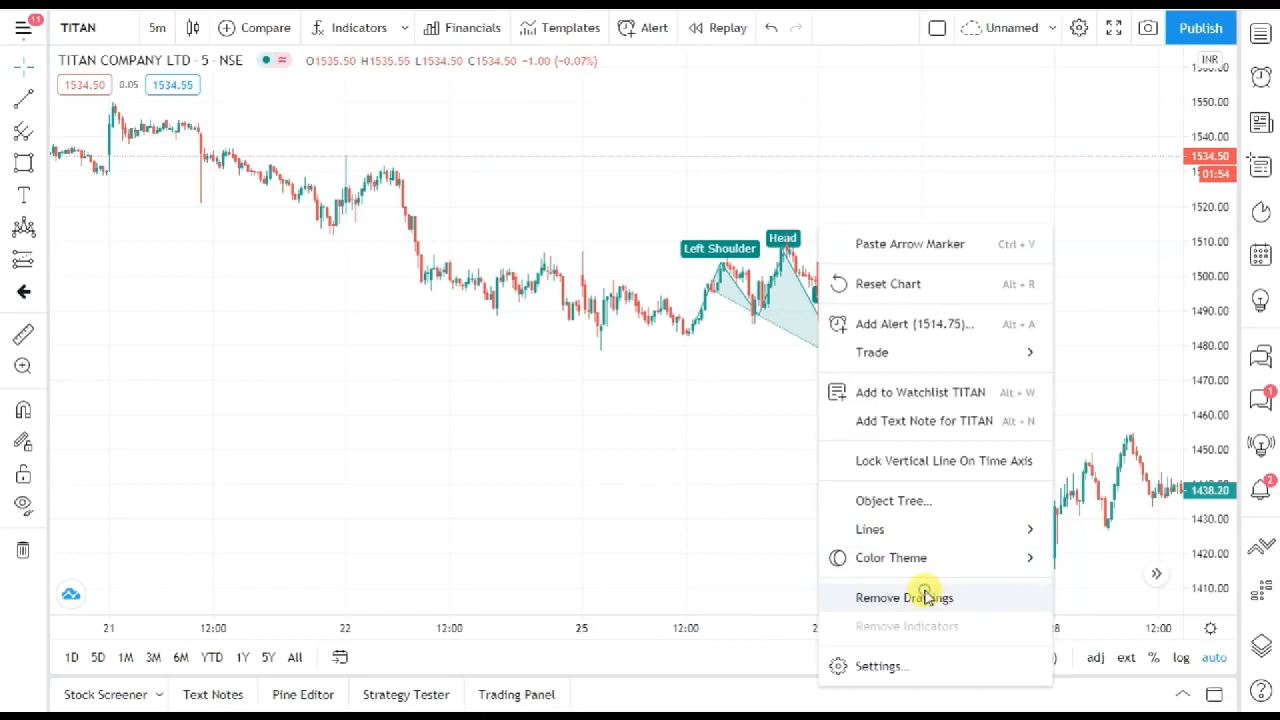 11
TITAN 5m Compare Indicators Financials Templates Alert Replay Unnamed Publish
TITAN COMPANY LTD · 5 · NSE O1535.50 H1535.55 L1534.50 C1534.50 −1.00 (−0.07%) INR
1534.50 0.05 1534.55
1550.00
1540.00
1534.50
01:54
1520.00
1510.00
1500.00
1490.00
1480.00
1470.00
1460.00
1450.00
1438.20
1430.00
1420.00
1410.00
Left Shoulder
Head
Paste Arrow Marker Ctrl + V
Reset Chart Alt + R
Add Alert (1514.75)... Alt + A
Trade
Add to Watchlist TITAN Alt + W
Add Text Note for TITAN Alt + N
Lock Vertical Line On Time Axis
Object Tree...
Lines
Color Theme
Remove Drawings
Remove Indicators
Settings...
1
2
21 12:00 22 12:00 25 12:00 12:00
1D 5D 1M 3M 6M YTD 1Y 5Y All adj ext % log auto
Stock Screener Text Notes Pine Editor Strategy Tester Trading Panel